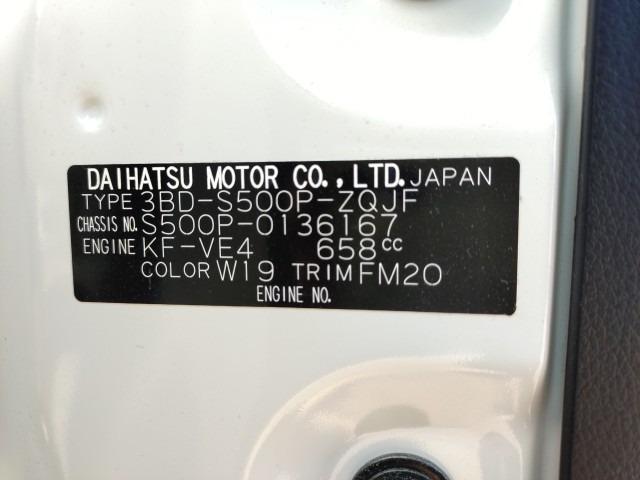 DAIHATSU MOTOR CO.,LTD. JAPAN
TYPE 3BD-S500P-ZQJF
CHASSIS NO. S500P-0136167
ENGINE KF-VE4 658cc
COLOR W19 TRIM FM20
ENGINE NO.